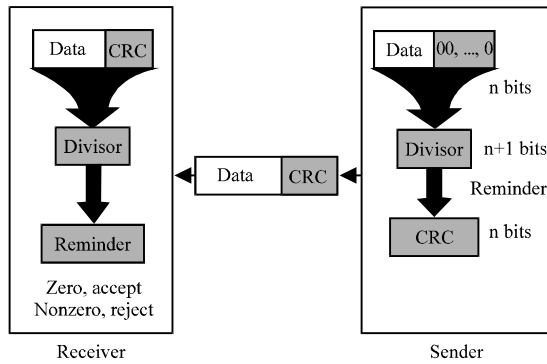 Data CRC
Divisor
Reminder
Zero, accept
Nonzero, reject
Receiver
Data CRC
Data 00, ..., 0
n bits
Divisor n+1 bits
Reminder
CRC n bits
Sender